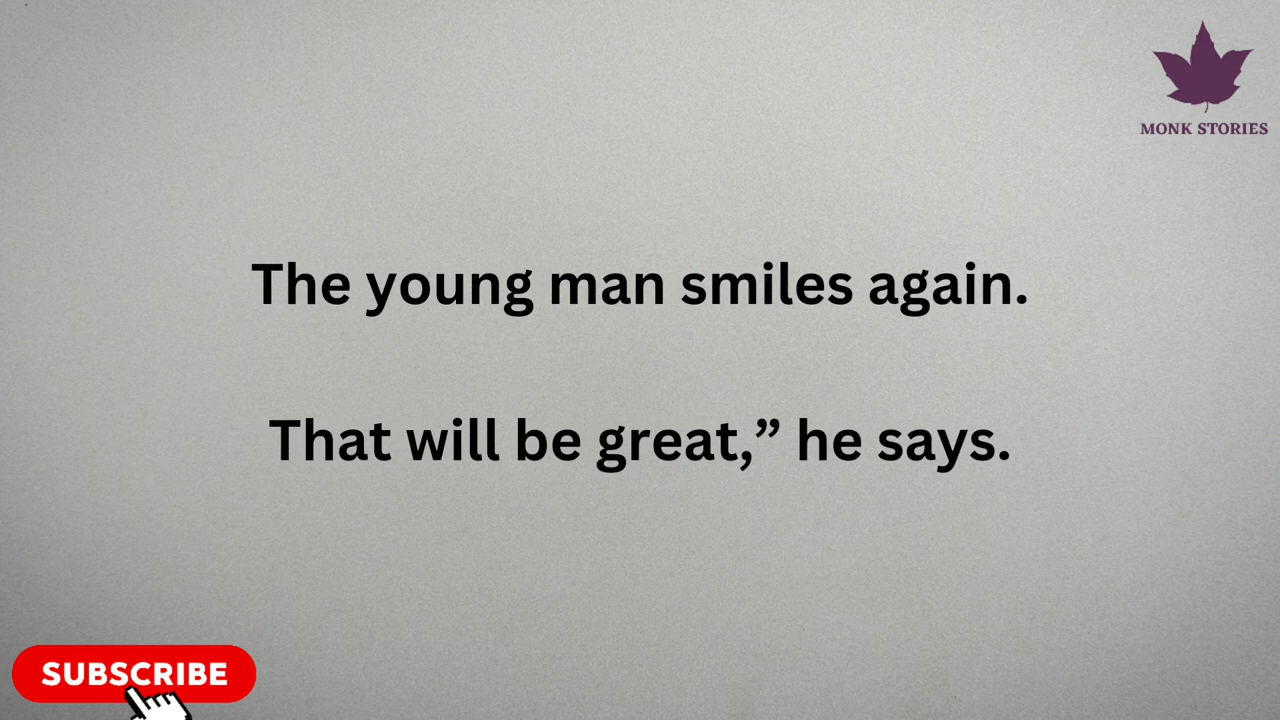 MONK STORIES
The young man smiles again.
That will be great,” he says.
SUBSCRIBE